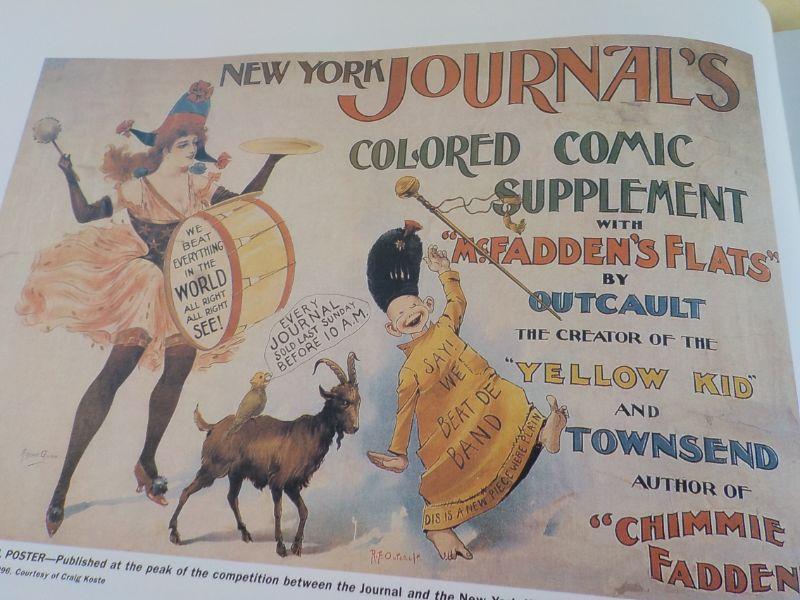 NEW YORK JOURNAL'S
COLORED COMIC
SUPPLEMENT
WITH
"McFADDEN'S FLATS"
BY
OUTCAULT
THE CREATOR OF THE
"YELLOW KID"
AND
TOWNSEND
AUTHOR OF
"CHIMMIE
FADDEN
WE
BEAT
EVERYTHING
IN THE
WORLD
ALL RIGHT
ALL RIGHT
SEE!
EVERY
JOURNAL
SOLD LAST SUNDAY
BEFORE 10 A.M.
SAY!
WE
BEAT DE
BAND
DIS IS A NEW PIECE WERE PLAYIN
POSTER—Published at the peak of the competition between the Journal and the New
96. Courtesy of Craig Koste